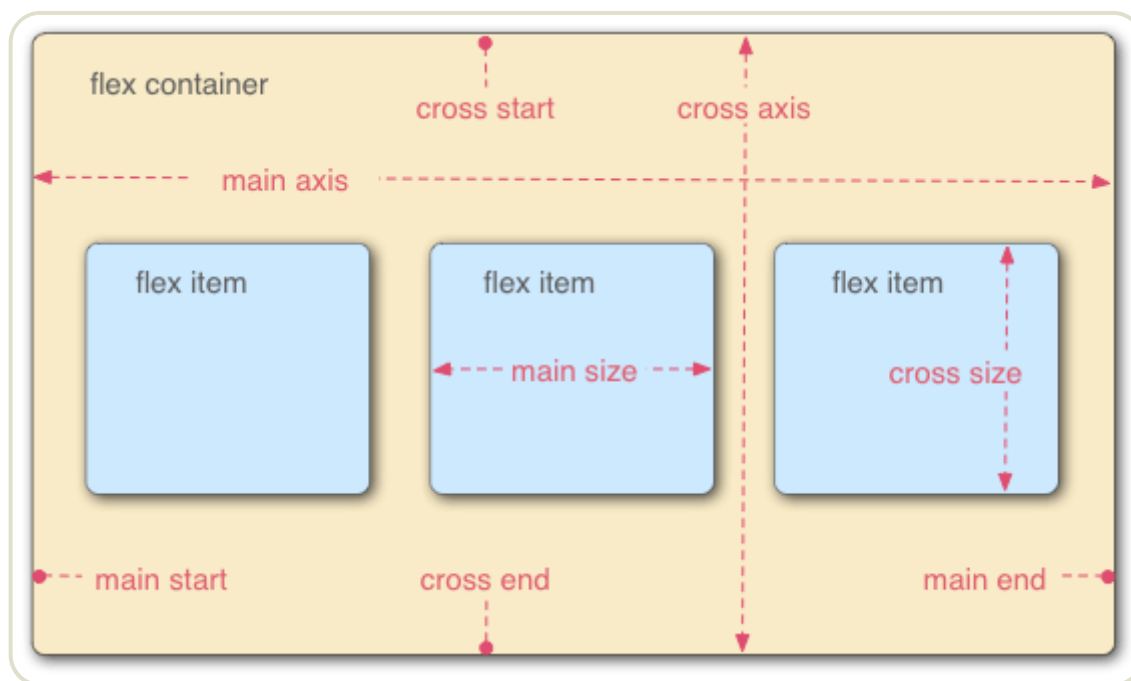 flex container
cross start
cross axis
main axis
flex item
flex item
flex item
main size
cross size
main start
cross end
main end